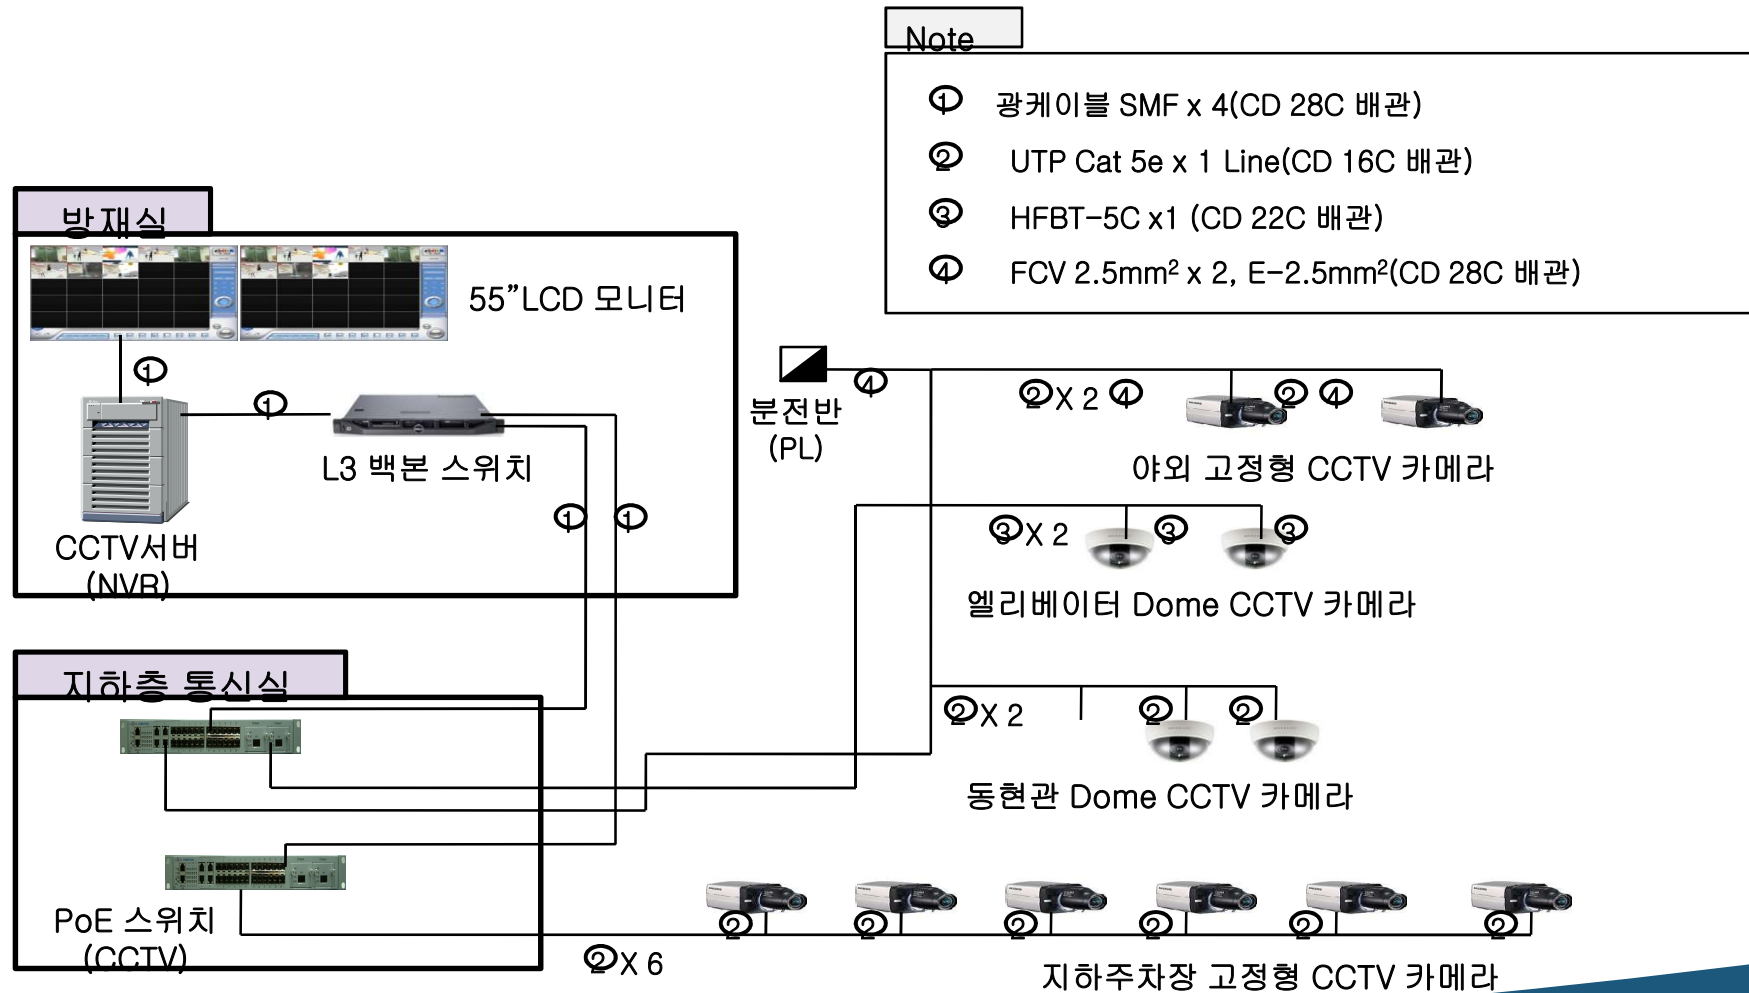 Note
① 광케이블 SMF x 4(CD 28C 배관)
② UTP Cat 5e x 1 Line(CD 16C 배관)
③ HFBT-5C x1 (CD 22C 배관)
④ FCV 2.5mm² x 2, E-2.5mm²(CD 28C 배관)
방재실
55”LCD 모니터
①
①
L3 백본 스위치
CCTV서버
(NVR)
① ①
분전반
(PL)
④
②X 2 ④ ② ④
야외 고정형 CCTV 카메라
③X 2 ③ ③
엘리베이터 Dome CCTV 카메라
②X 2 ② ②
동현관 Dome CCTV 카메라
지하층 통신실
PoE 스위치
(CCTV)
②X 6
② ② ② ② ② ②
지하주차장 고정형 CCTV 카메라